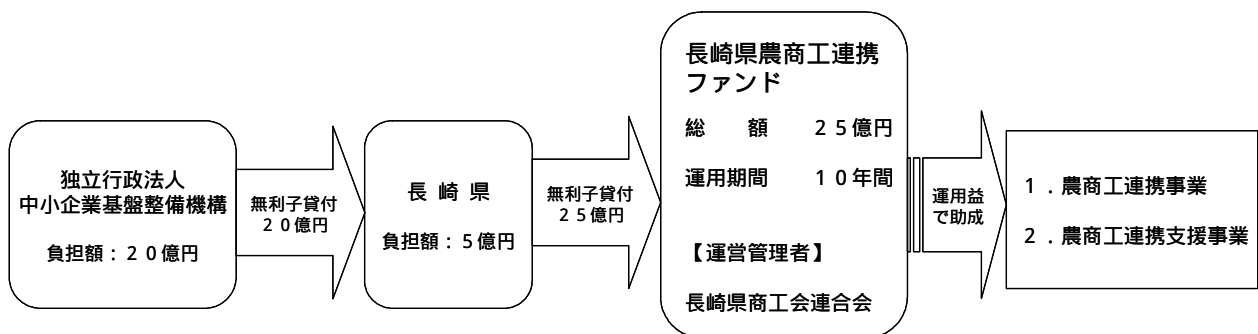 独立行政法人
中小企業基盤整備機構
負担額：２０億円
無利子貸付
２０億円
長 崎 県
負担額：５億円
無利子貸付
２５億円
長崎県農商工連携
ファンド
総　　額　　２５億円
運用期間　　１０年間
【運営管理者】
長崎県商工会連合会
運用益
で助成
１．農商工連携事業
２．農商工連携支援事業